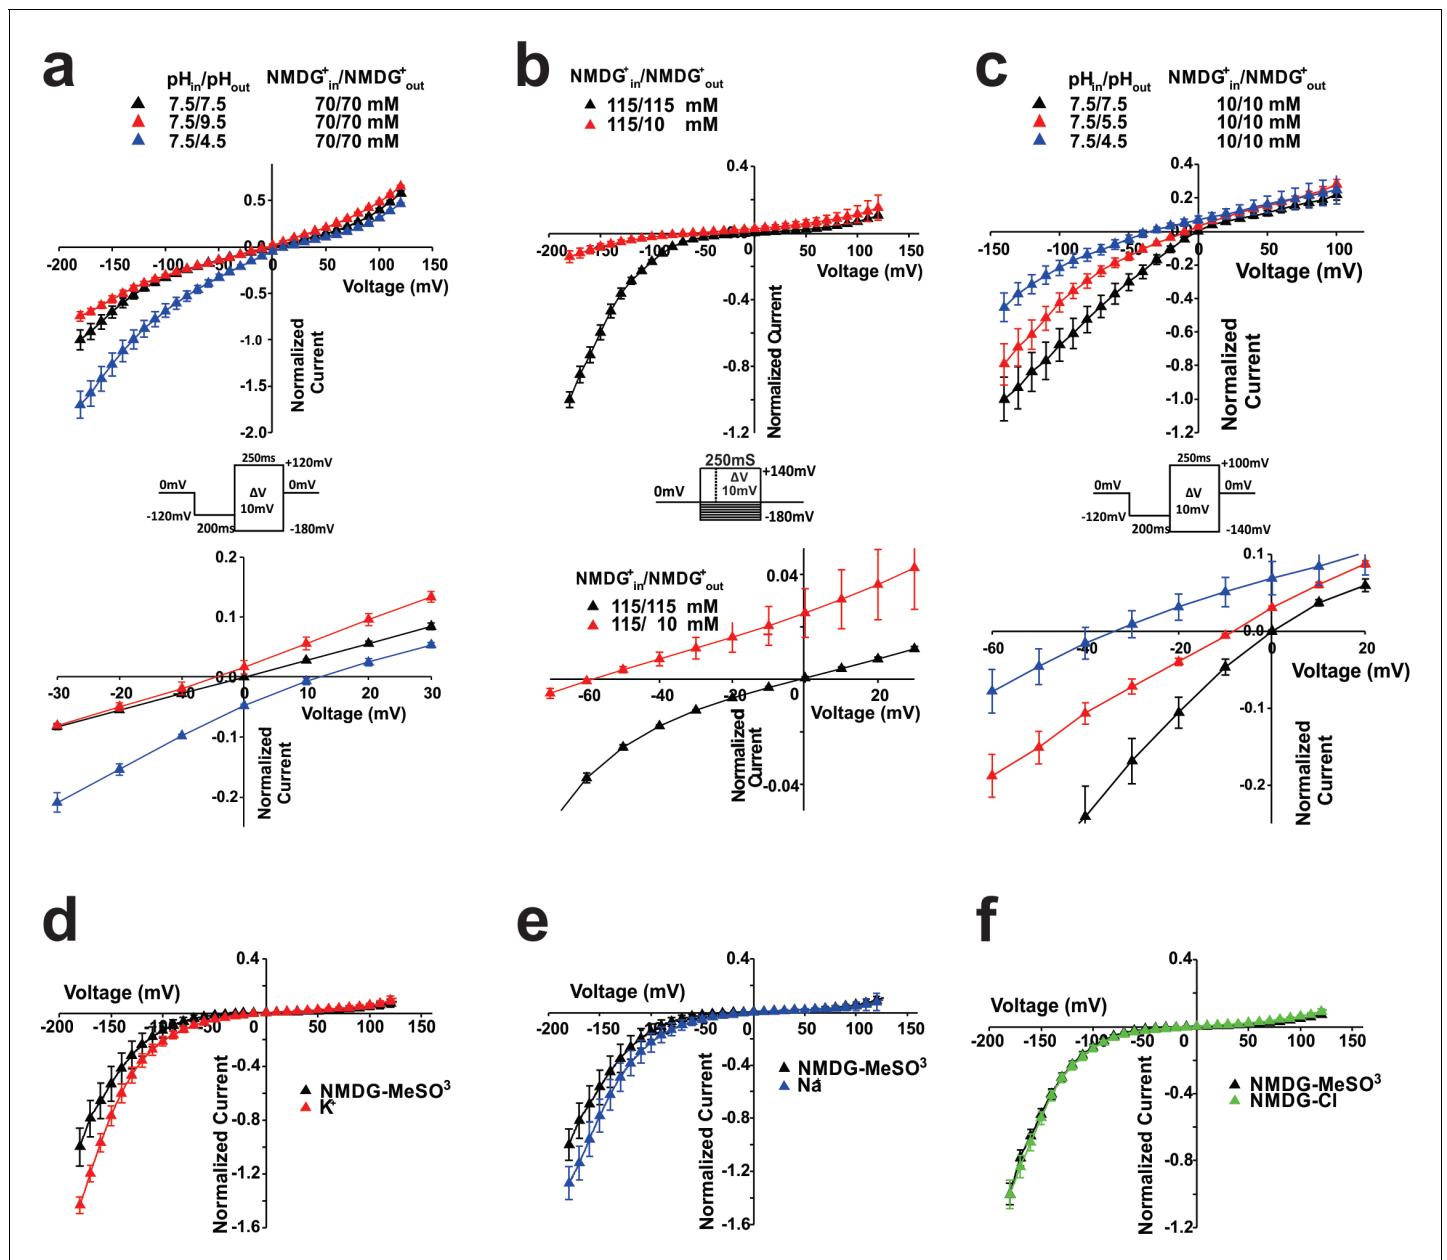 a
pHin/pHout NMDG+in/NMDG+out
7.5/7.5 70/70 mM
7.5/9.5 70/70 mM
7.5/4.5 70/70 mM
0.5
0.0
-0.5
-1.0
-1.5
-2.0
-200 -150 -100 -50 0 50 100 150
Voltage (mV)
Normalized
Current
250ms
+120mV
0mV
0mV
ΔV
10mV
-120mV
200ms
-180mV
0.2
0.1
0.0
-0.1
-0.2
-30 -20 -10 0 10 20 30
Voltage (mV)
Normalized
Current
b
NMDG+in/NMDG+out
115/115 mM
115/10 mM
0.4
-0.4
-0.8
-1.2
-200 -150 -100 -50 0 50 100 150
Voltage (mV)
Normalized Current
250mS
+140mV
ΔV
10mV
0mV
-180mV
NMDG+in/NMDG+out
115/115 mM
115/ 10 mM
0.04
-0.04
-60 -40 -20 0 20
Voltage (mV)
Normalized
Current
c
pHin/pHout NMDG+in/NMDG+out
7.5/7.5 10/10 mM
7.5/5.5 10/10 mM
7.5/4.5 10/10 mM
0.4
0.2
0.0
-0.2
-0.4
-0.6
-0.8
-1.0
-1.2
-150 -100 -50 0 50 100
Voltage (mV)
Normalized
Current
250ms
+100mV
0mV
0mV
ΔV
10mV
-120mV
200ms
-140mV
0.1
0.0
-0.1
-0.2
-60 -40 -20 0 20
Voltage (mV)
Normalized
Current
d
0.4
-0.4
-0.8
-1.2
-1.6
Voltage (mV)
-200 -150 -100 -50 0 50 100 150
NMDG-MeSO3
K+
Normalized Current
e
0.4
-0.4
-0.8
-1.2
-1.6
Voltage (mV)
-200 -150 -100 -50 0 50 100 150
NMDG-MeSO3
Na+
Normalized Current
f
0.4
-0.4
-0.8
-1.2
Voltage (mV)
-200 -150 -100 -50 0 50 100 150
NMDG-MeSO3
NMDG-Cl
Normalized Current